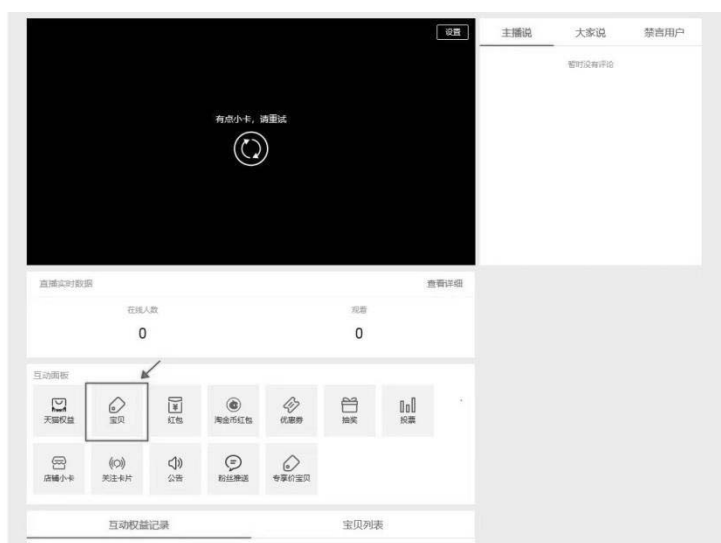 设置
主播说 大家说 禁言用户
暂时没有评论
有点小卡，请重试
直播实时数据 查看详细
在线人数 观看
0 0
互动面板
天猫权益 宝贝 红包 淘金币红包 优惠券 抽奖 投票
店铺小卡 关注卡片 公告 粉丝推送 专享价宝贝
互动权益记录 宝贝列表